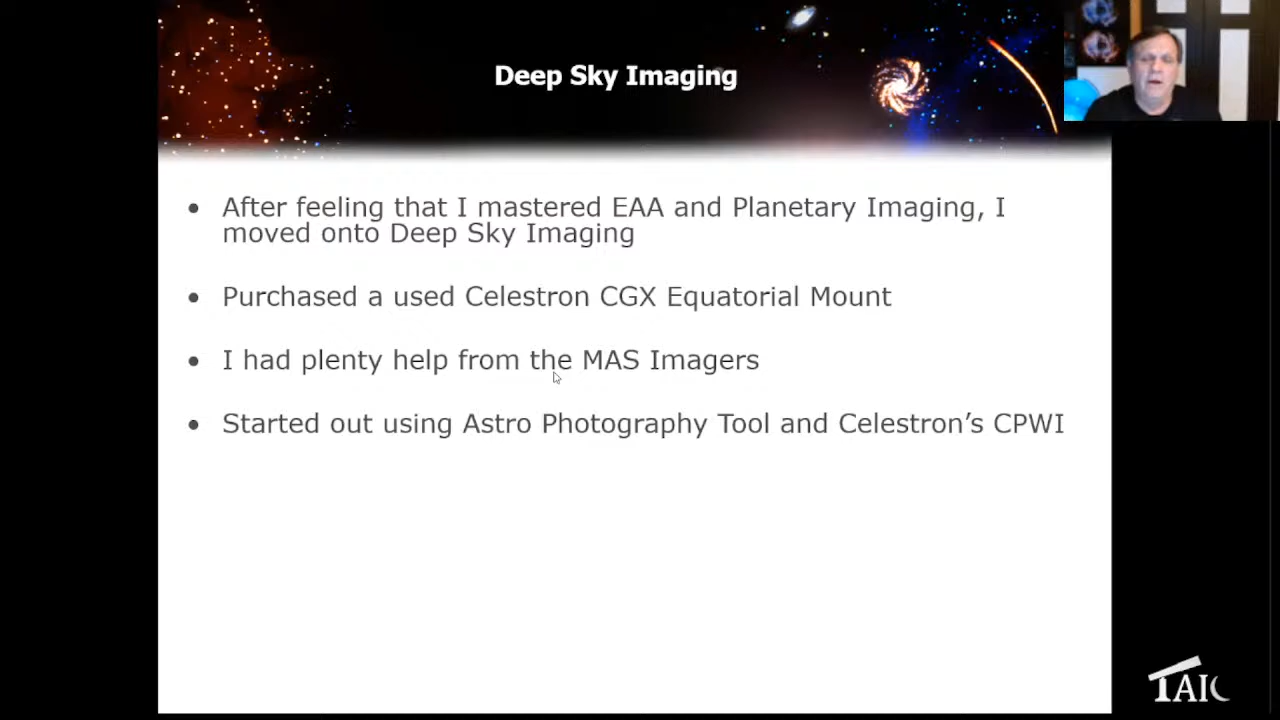 Deep Sky Imaging
• After feeling that I mastered EAA and Planetary Imaging, I
moved onto Deep Sky Imaging
• Purchased a used Celestron CGX Equatorial Mount
• I had plenty help from the MAS Imagers
• Started out using Astro Photography Tool and Celestron’s CPWI
TAIC